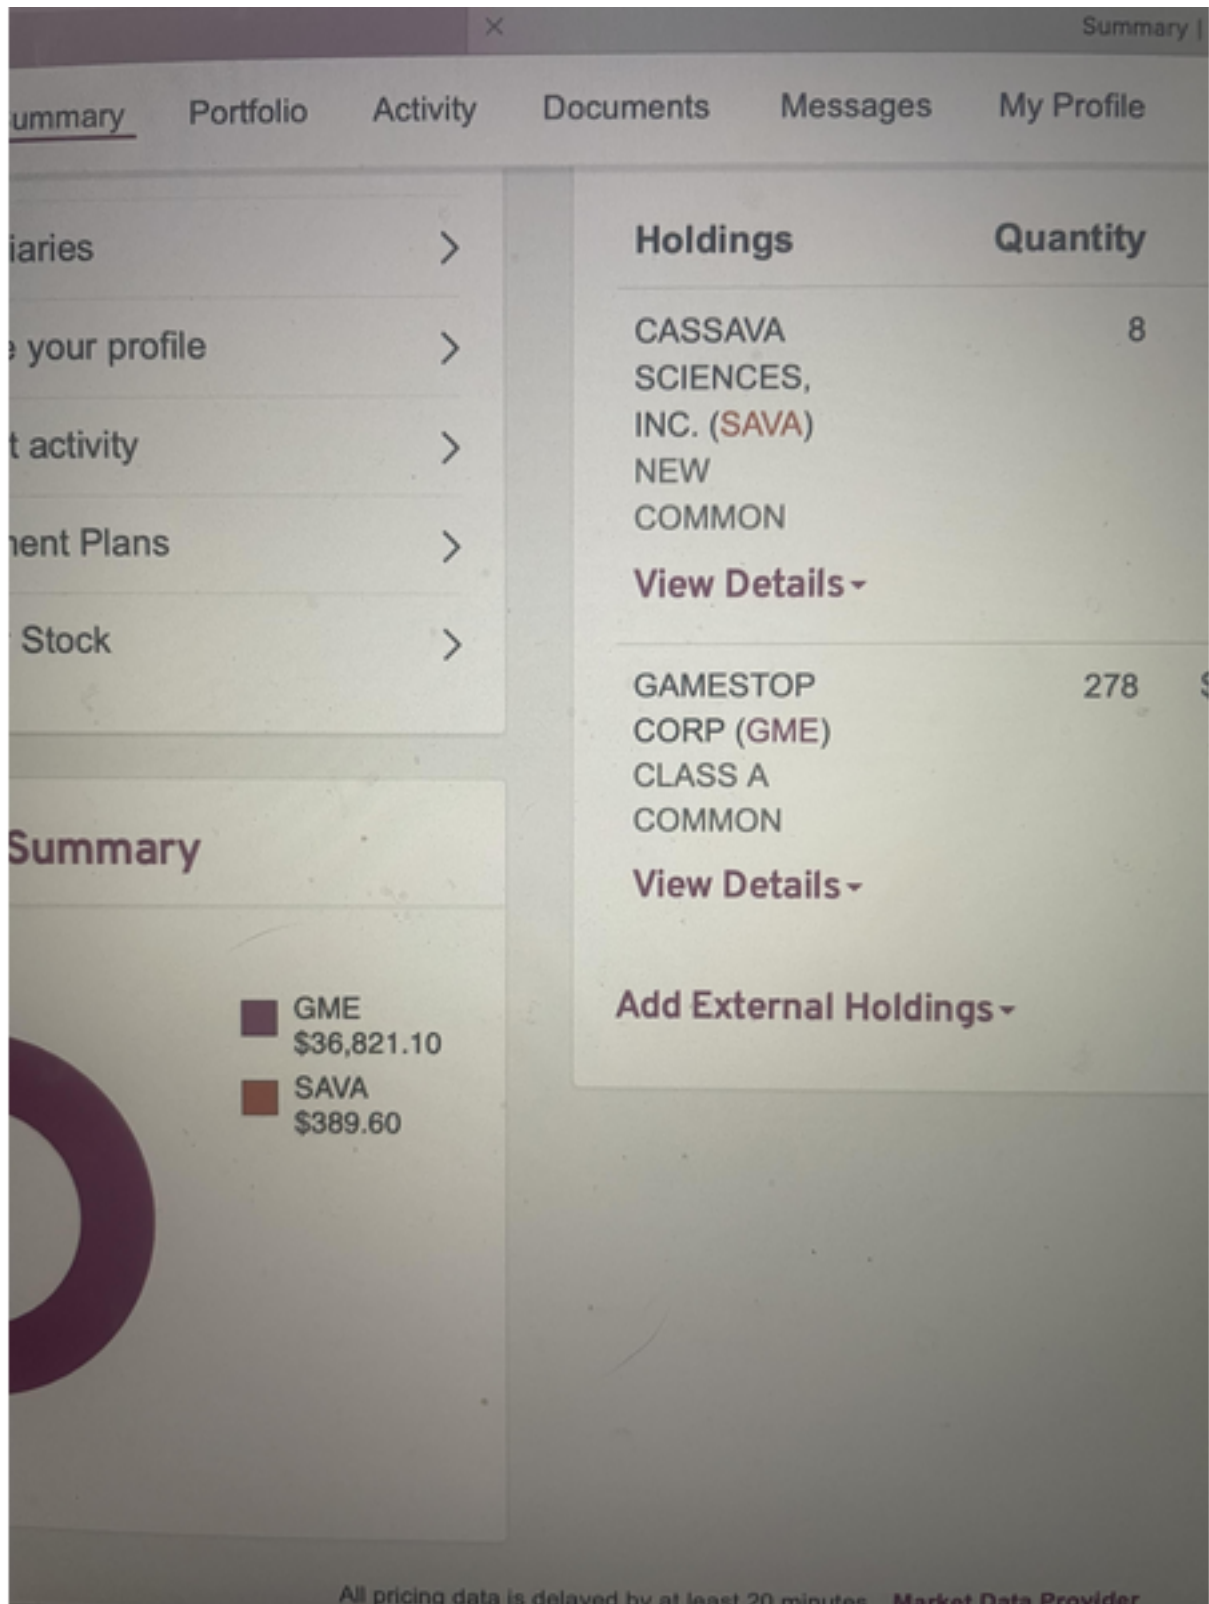 Summary |
ummary Portfolio Activity Documents Messages My Profile
iaries
your profile
t activity
ent Plans
Stock
Summary
GME
$36,821.10
SAVA
$389.60
Holdings Quantity
CASSAVA 8
SCIENCES,
INC. (SAVA)
NEW
COMMON
View Details
GAMESTOP 278 $
CORP (GME)
CLASS A
COMMON
View Details
Add External Holdings
All pricing data is delayed by at least 20 minutes Market Data Provider